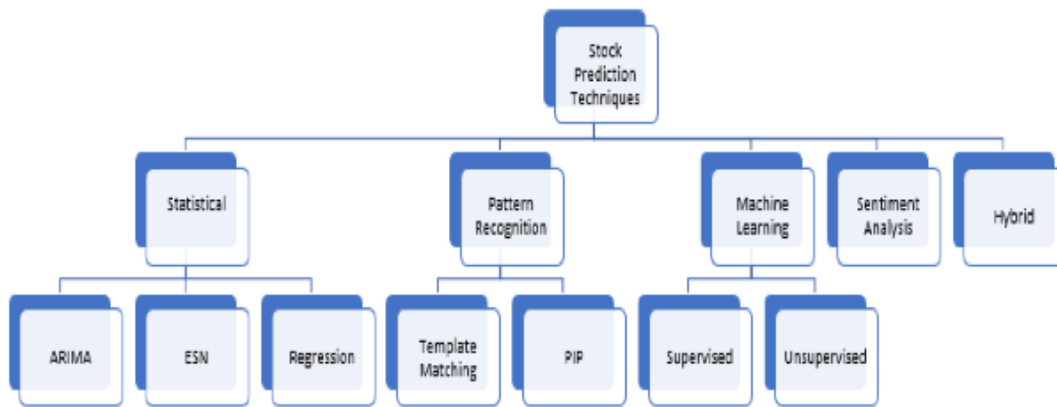 Stock
Prediction
Techniques
Statistical
Pattern
Recognition
Machine
Learning
Sentiment
Analysis
Hybrid
ARIMA
ESN
Regression
Template
Matching
PIP
Supervised
Unsupervised